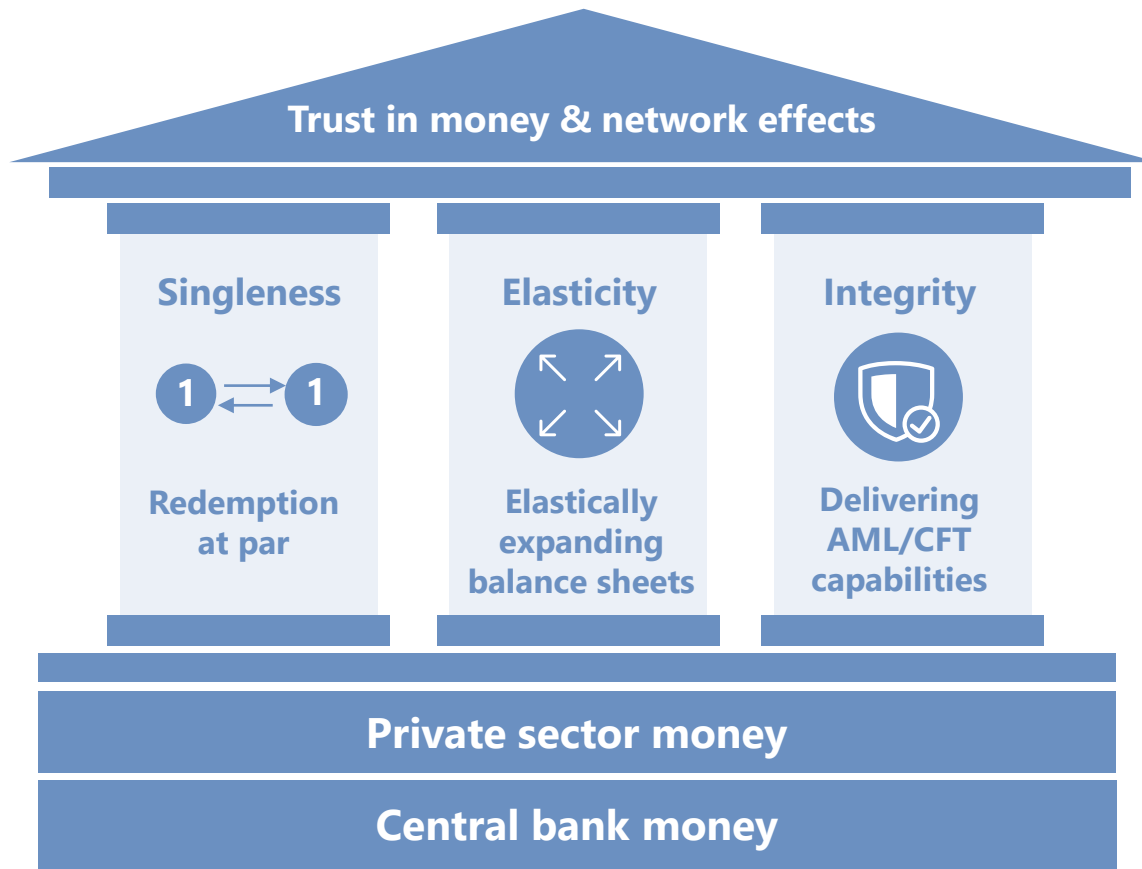 Trust in money & network effects
Singleness
1
1
Redemption
at par
Elasticity
Elastically
expanding
balance sheets
Integrity
Delivering
AML/CFT
capabilities
Private sector money
Central bank money